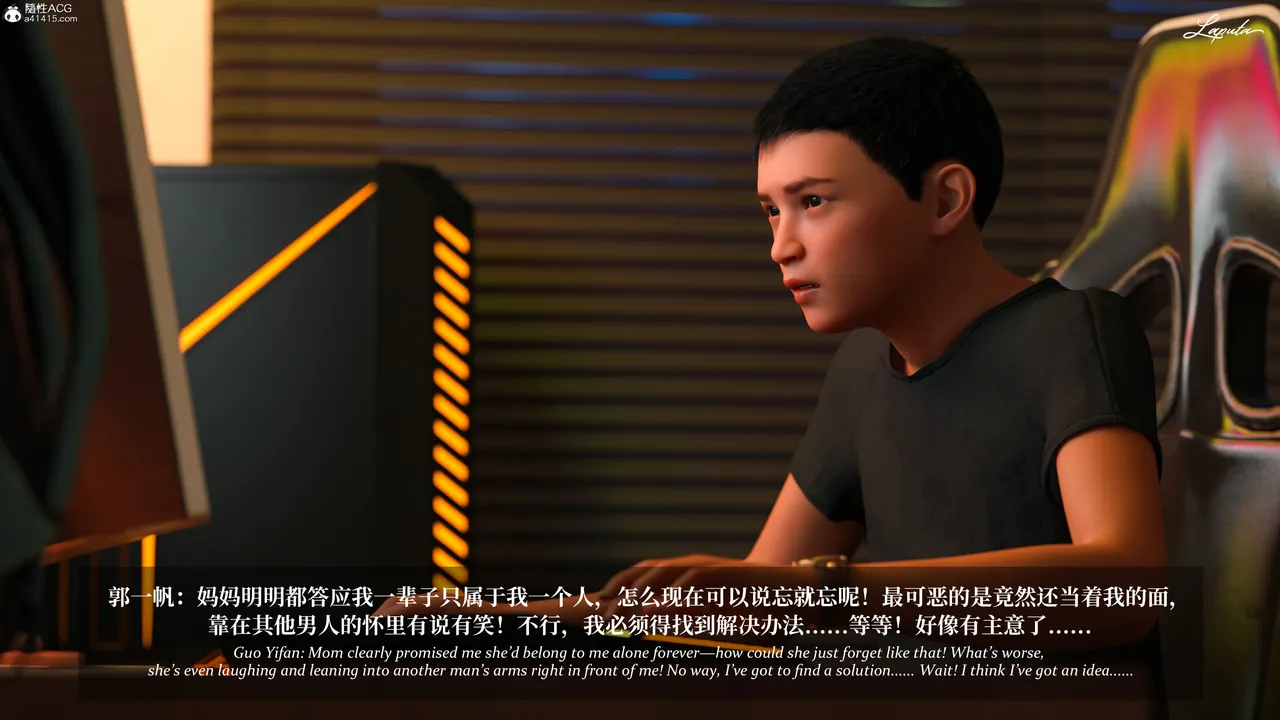 隨性ACG
a41415.com
Laputa
郭一帆：妈妈明明都答应我一辈子只属于我一个人，怎么现在可以说忘就忘呢！最可恶的是竟然还当着我的面，
靠在其他男人的怀里有说有笑！不行，我必须得找到解决办法……等等！好像有主意了……
Guo Yifan: Mom clearly promised me she’d belong to me alone forever—how could she just forget like that! What’s worse,
she’s even laughing and leaning into another man’s arms right in front of me! No way, I’ve got to find a solution...... Wait! I think I’ve got an idea......